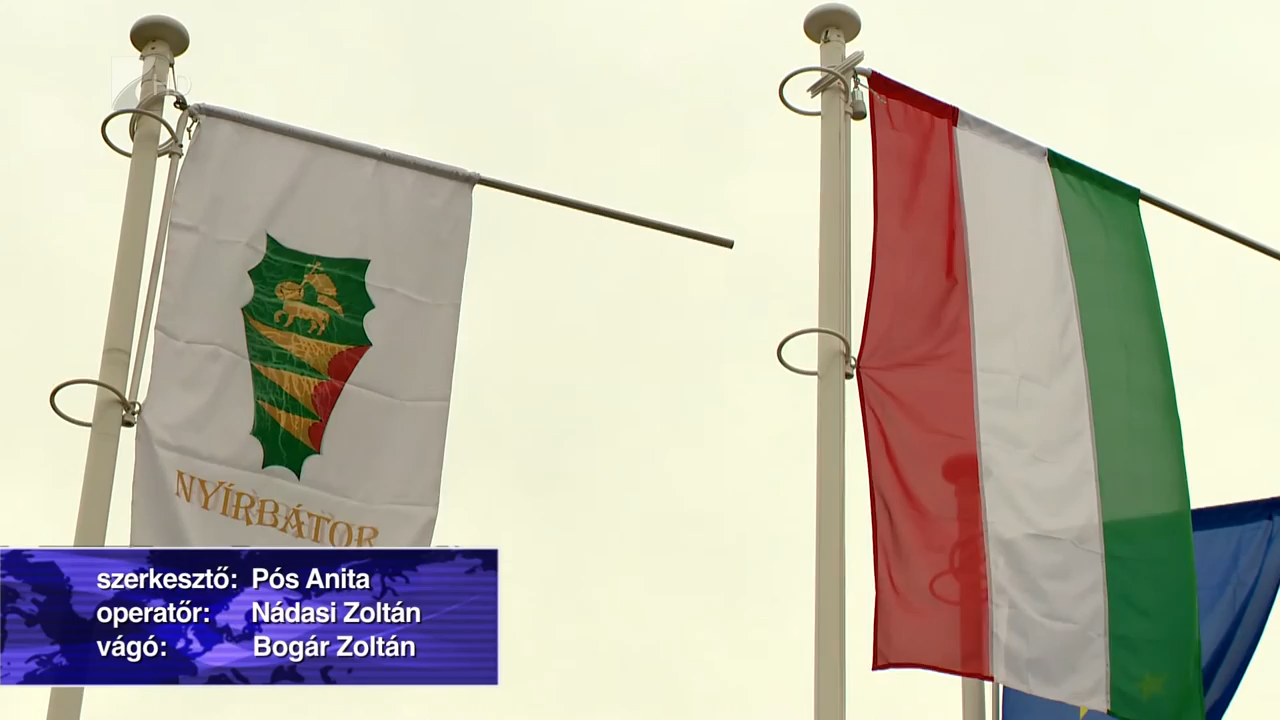 NYÍRBÁTOR
szerkesztő: Pós Anita
operatőr: Nádasi Zoltán
vágó: Bogár Zoltán